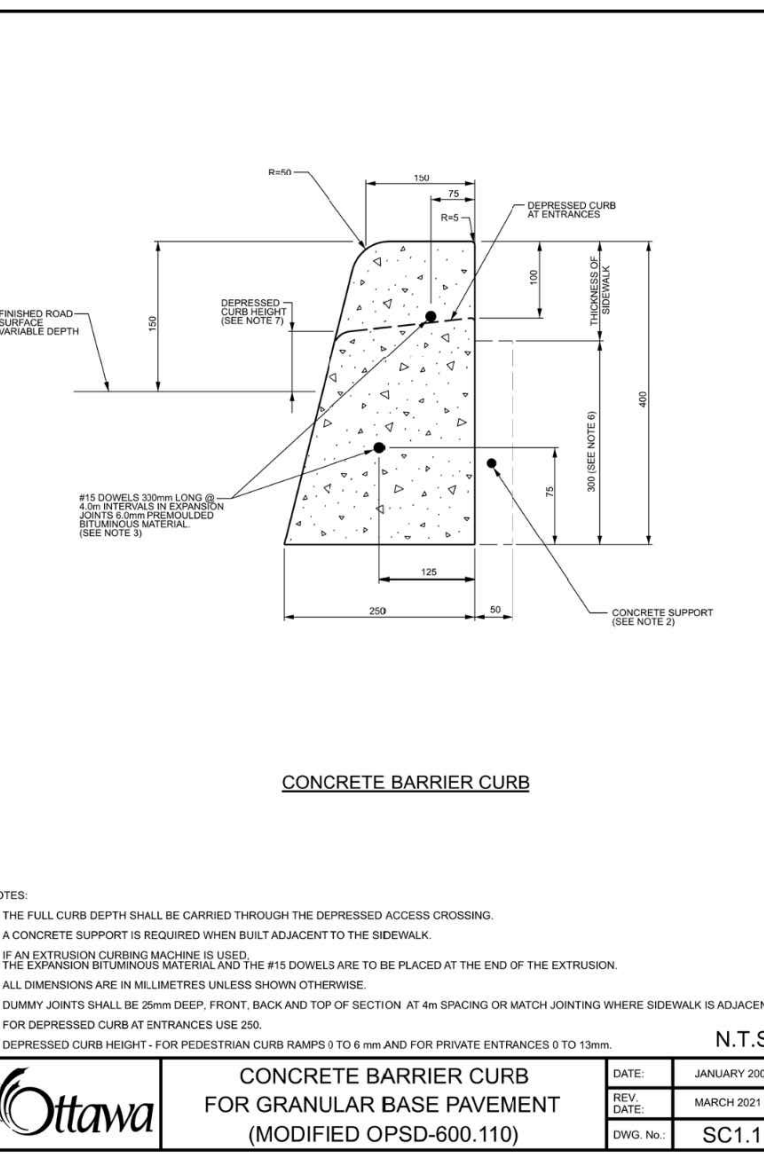 R=50
150
75
R=5
DEPRESSED CURB
AT ENTRANCES
150
DEPRESSED
CURB HEIGHT
(SEE NOTE 7)
100
THICKNESS OF
SIDEWALK
FINISHED ROAD
SURFACE
VARIABLE DEPTH
300 (SEE NOTE 6)
400
75
#15 DOWELS 300mm LONG @
4.0m INTERVALS IN EXPANSION
JOINTS 6.0mm PREMOULDED
BITUMINOUS MATERIAL.
(SEE NOTE 3)
125
250
50
CONCRETE SUPPORT
(SEE NOTE 2)
CONCRETE BARRIER CURB
OTES:
THE FULL CURB DEPTH SHALL BE CARRIED THROUGH THE DEPRESSED ACCESS CROSSING.
A CONCRETE SUPPORT IS REQUIRED WHEN BUILT ADJACENT TO THE SIDEWALK.
IF AN EXTRUSION CURBING MACHINE IS USED,
THE EXPANSION BITUMINOUS MATERIAL AND THE #15 DOWELS ARE TO BE PLACED AT THE END OF THE EXTRUSION.
ALL DIMENSIONS ARE IN MILLIMETRES UNLESS SHOWN OTHERWISE.
DUMMY JOINTS SHALL BE 25mm DEEP, FRONT, BACK AND TOP OF SECTION AT 4m SPACING OR MATCH JOINTING WHERE SIDEWALK IS ADJACEN
FOR DEPRESSED CURB AT ENTRANCES USE 250.
DEPRESSED CURB HEIGHT - FOR PEDESTRIAN CURB RAMPS 0 TO 6 mm AND FOR PRIVATE ENTRANCES 0 TO 13mm.
N.T.S
Ottawa
CONCRETE BARRIER CURB
FOR GRANULAR BASE PAVEMENT
(MODIFIED OPSD-600.110)
DATE: JANUARY 200
REV.
DATE: MARCH 2021
DWG. No.: SC1.1